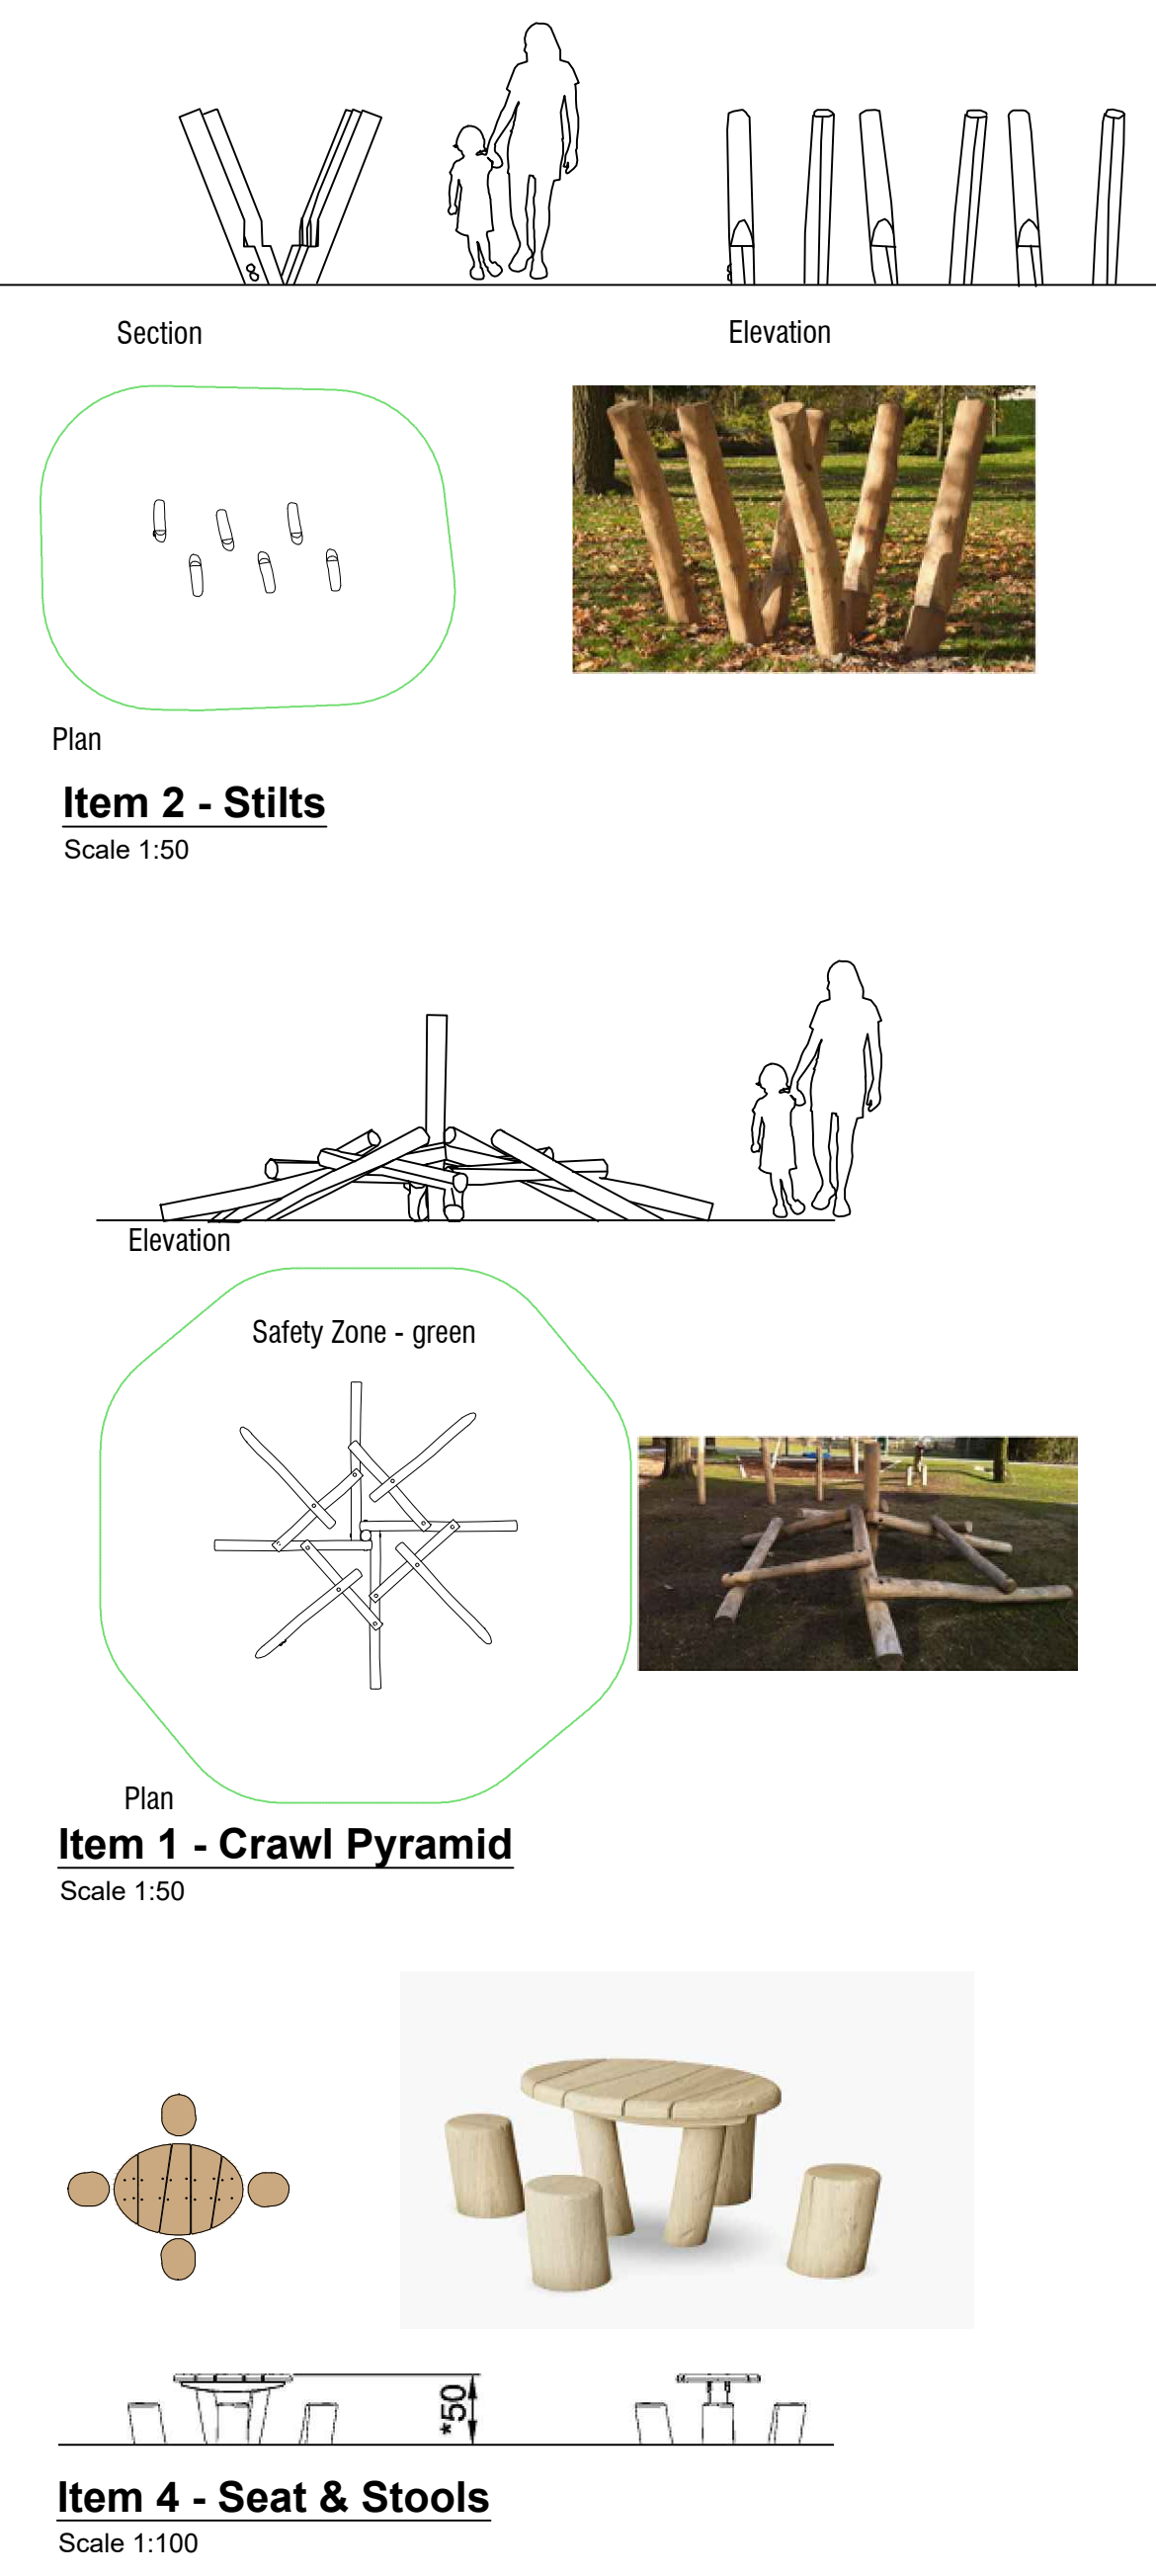 Section
Elevation
Plan
Item 2 - Stilts
Scale 1:50
Elevation
Safety Zone - green
Plan
Item 1 - Crawl Pyramid
Scale 1:50
*50
Item 4 - Seat & Stools
Scale 1:100